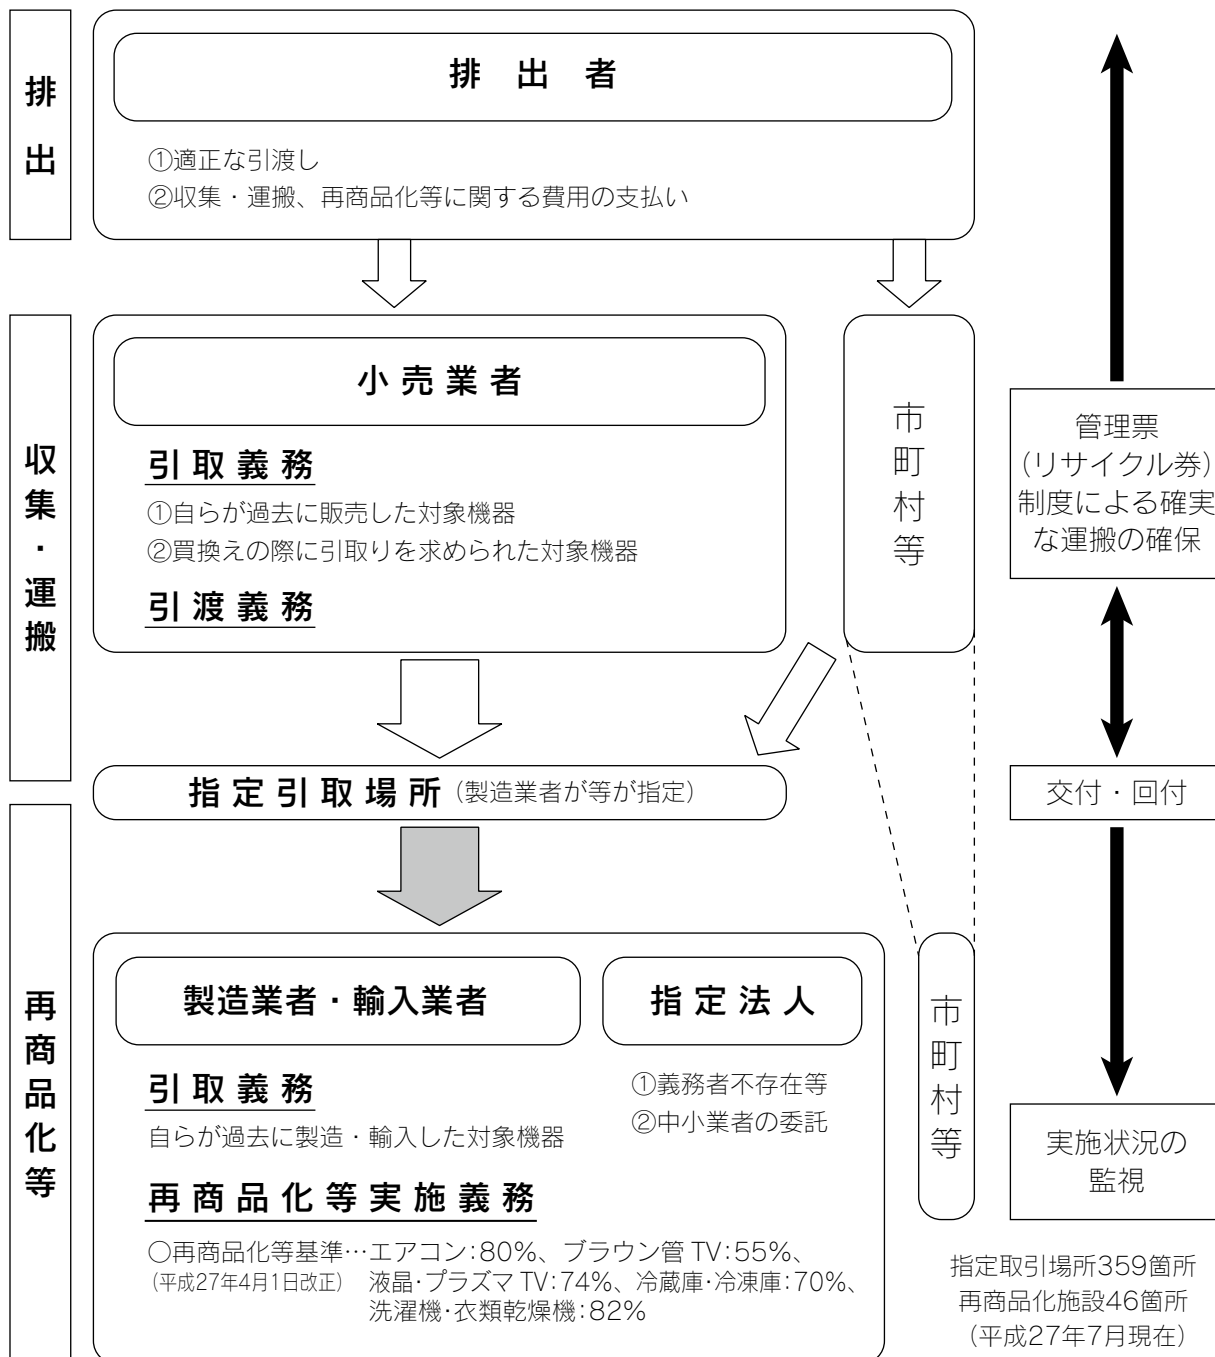 排出
排 出 者
①適正な引渡し
②収集・運搬、再商品化等に関する費用の支払い
収集・運搬
小 売 業 者
引 取 義 務
①自らが過去に販売した対象機器
②買換えの際に引取りを求められた対象機器
引 渡 義 務
市町村等
管理票
(リサイクル券)
制度による確実
な運搬の確保
指 定 引 取 場 所 (製造業者が等が指定)
交付・回付
再商品化等
製造業者・輸入業者
引 取 義 務
自らが過去に製造・輸入した対象機器
指 定 法 人
①義務者不存在等
②中小業者の委託
再 商 品 化 等 実 施 義 務
○再商品化等基準…エアコン:80%、ブラウン管 TV:55%、
(平成27年4月1日改正) 液晶・プラズマ TV:74%、冷蔵庫・冷凍庫:70%、
洗濯機・衣類乾燥機:82%
市町村等
実施状況の
監視
指定取引場所359箇所
再商品化施設46箇所
(平成27年7月現在)